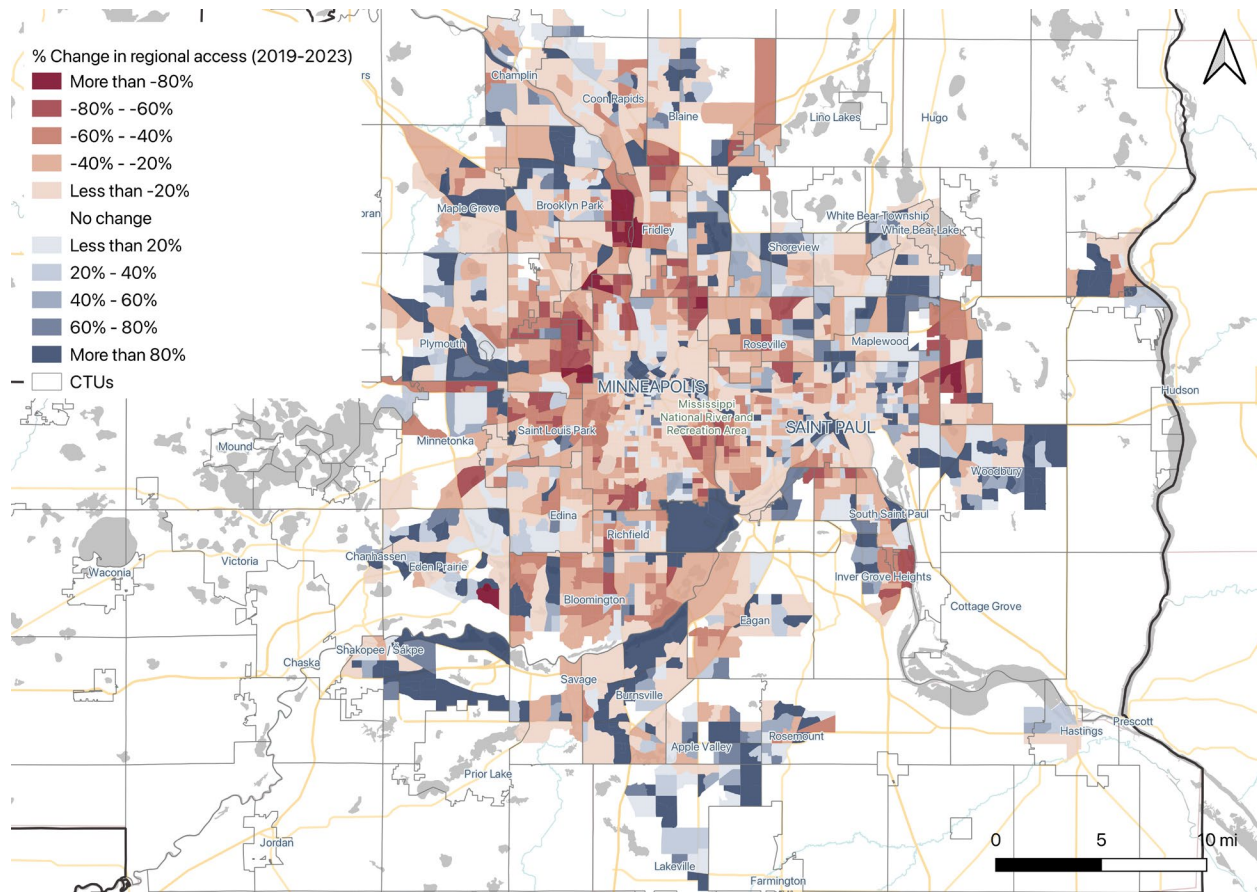 % Change in regional access (2019-2023)
More than -80%
-80% - -60%
-60% - -40%
-40% - -20%
Less than -20%
No change
Less than 20%
20% - 40%
40% - 60%
60% - 80%
More than 80%
CTUs
rs
Champlin
Coon Rapids
Blaine
Lino Lakes
Hugo
oran
Maple Grove
Brooklyn Park
Fridley
White Bear Township
White Bear Lake
Shoreview
Plymouth
Roseville
Maplewood
MINNEAPOLIS
Hudson
Mississippi
National River and
Recreation Area
Saint Louis Park
SAINT PAUL
Minnetonka
Mound
Woodbury
Edina
South Saint Paul
Richfield
Chanhassen
Victoria
Eden Prairie
Waconia
Inver Grove Heights
Bloomington
Cottage Grove
Eagan
Shakopee / Sákpe
Chaska
Savage
Burnsville
Prescott
Hastings
Rosemount
Apple Valley
Prior Lake
Jordan
Lakeville
Farmington
0 5 10 mi